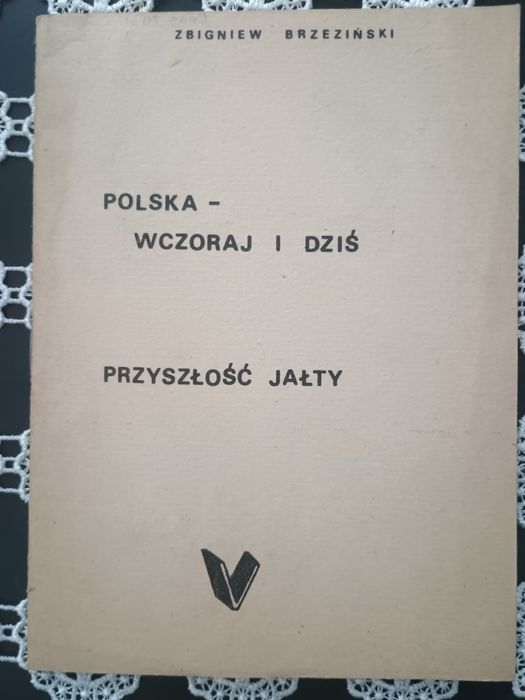 ZBIGNIEW BRZEZIŃSKI
POLSKA –
WCZORAJ I DZIŚ
PRZYSZŁOŚĆ JAŁTY